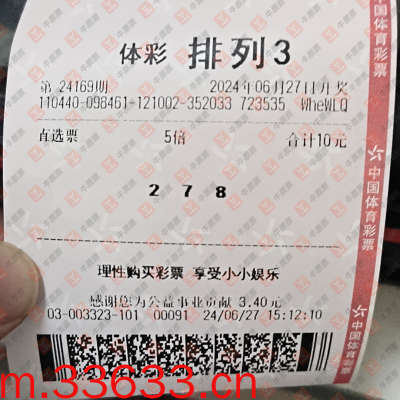 体彩 排列3
第 24169期 2024年06月27日开奖
110440-098461-121002-352033 723535 WheWLQ
直选票 5倍 合计10元
2 7 8
理性购买彩票 享受小小娱乐
感谢您为公益事业贡献 3.40元
03-003323-101 00091 24/06/27 15:12:10
中国体育彩票
中国体育彩票
m.33633.cn